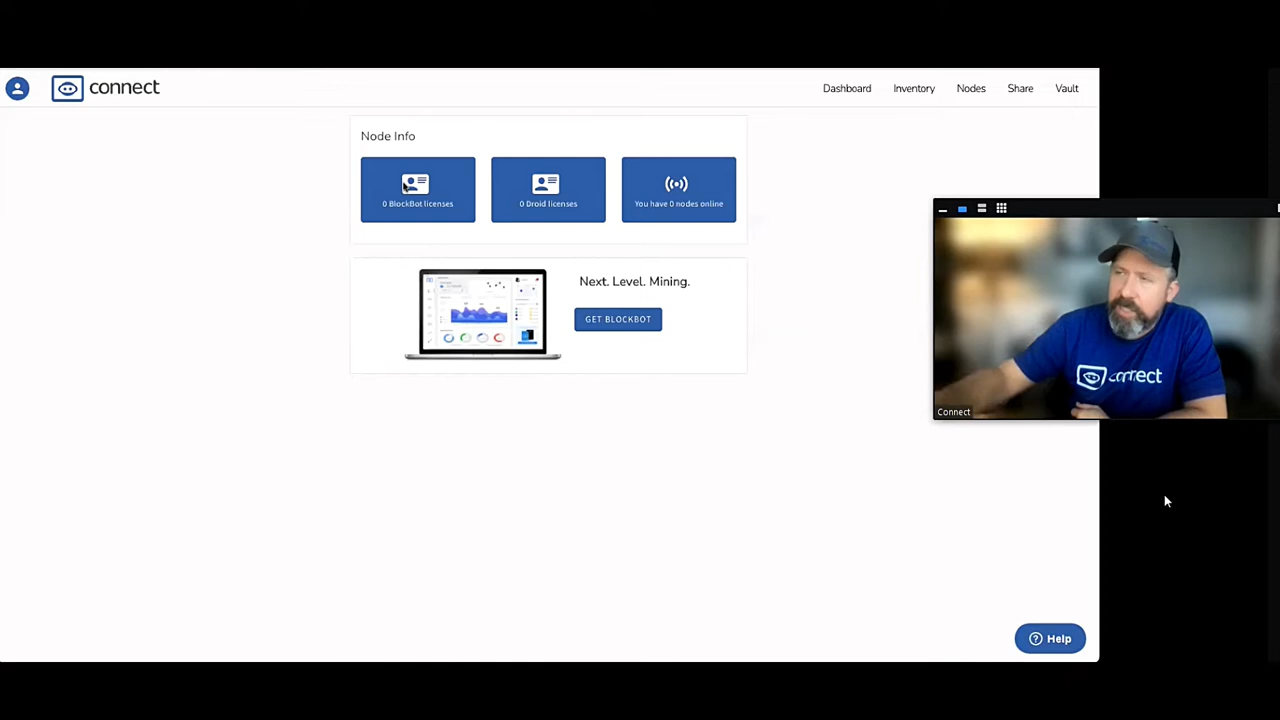 connect
Dashboard
Inventory
Nodes
Share
Vault
Node Info
0 BlockBot licenses
0 Droid licenses
You have 0 nodes online
Next. Level. Mining.
GET BLOCKBOT
connect
Connect
Help